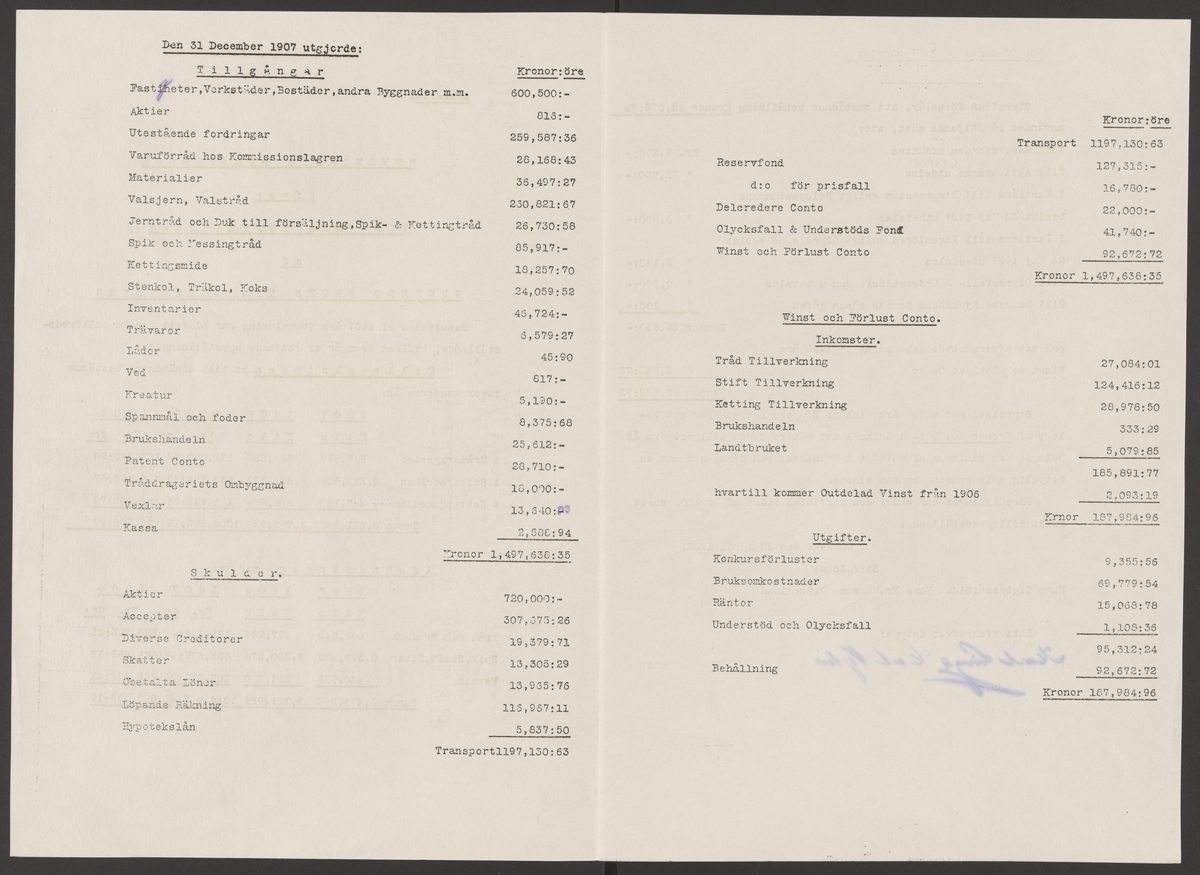 Den 31 December 1907 utgjorde:
Tillgångar Kronor:öre
Fastigheter,Verkstäder,Bostäder,andra Byggnader m.m. 600,500:-
Aktier 816:-
Utestående fordringar 259,587:36
Varuförråd hos Kommissionslagren 28,168:43
Materialier 36,497:27
Valsjern, Valstråd 230,821:67
Jerntråd och Duk till försäljning,Spik- & Kettingtråd 26,730:58
Spik och Messingtråd 85,917:-
Kettingsmide 18,257:70
Stenkol, Träkol, Koks 24,059:52
Inventarier 46,724:-
Trävaror 6,579:27
Läder 45:90
Ved 817:-
Kreatur 5,190:-
Spannmål och foder 8,375:68
Brukshandeln 25,612:-
Patent Conto 28,710:-
Tråddrageriets Ombyggnad 18,000:-
Vexlar 13,640:
Kassa 2,588:94
Kronor 1,497,638:35
Skulder.
Aktier 720,000:-
Accepter 307,675:26
Diverse Creditorer 19,379:71
Skatter 13,305:29
Obetalta Löner 13,965:76
Löpande Räkning 116,967:11
Hypotekslån 5,837:50
Transport1197,130:63
Kronor:öre
Transport 1197,130:63
Reservfond 127,315:-
d:o för prisfall 16,780:-
Delcredere Conto 22,000:-
Olycksfall & Understöds Fond 41,740:-
Winst och Förlust Conto 92,672:72
Kronor 1,497,638:35
Winst och Förlust Conto.
Inkomster.
Tråd Tillverkning 27,084:01
Stift Tillverkning 124,416:12
Ketting Tillverkning 28,978:50
Brukshandeln 333:29
Landtbruket 5,079:85
185,891:77
hvartill kommer Outdelad Vinst från 1906 2,093:19
Krnor 187,984:96
Utgifter.
Konkursförluster 9,355:56
Bruksomkostnader 69,779:54
Räntor 15,068:78
Understöd och Olycksfall 1,108:36
95,312:24
Behållning 92,672:72
Kronor 187,984:96